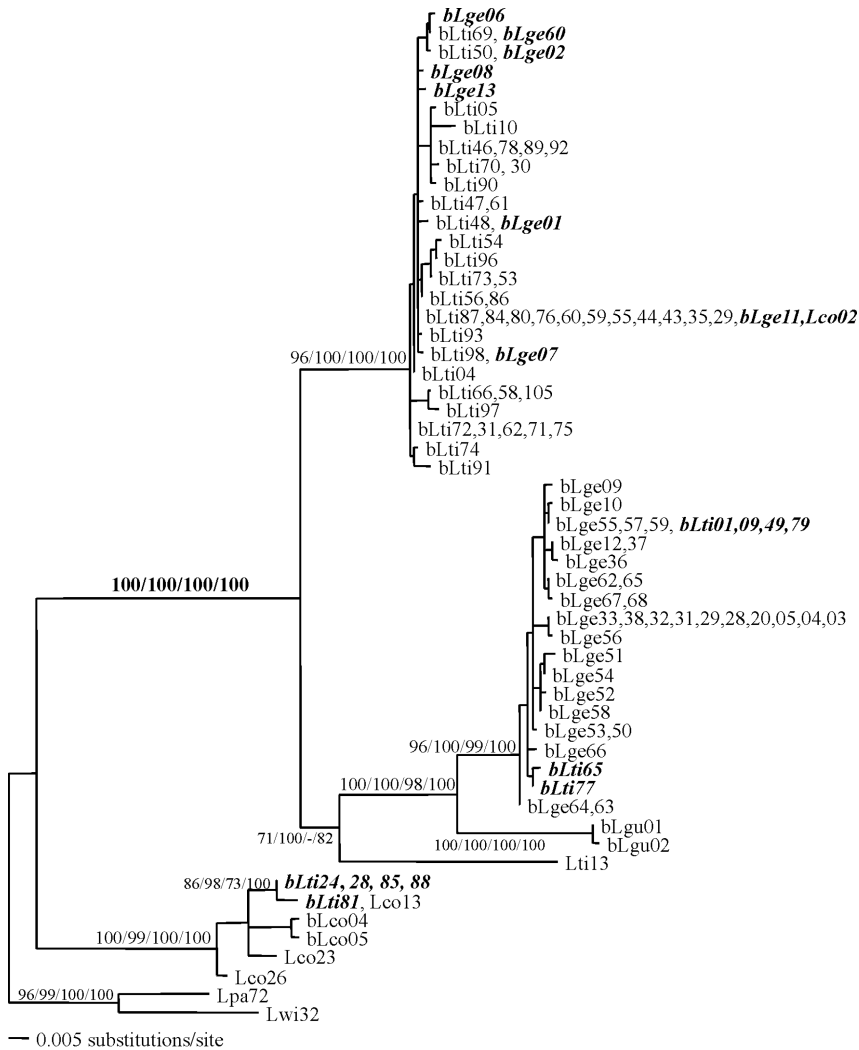 bLge06
bLti69, bLge60
bLti50, bLge02
bLge08
bLge13
bLti05
bLti10
bLti46,78,89,92
bLti70, 30
bLti90
bLti47,61
bLti48, bLge01
bLti54
bLti96
bLti73,53
bLti56,86
bLti87,84,80,76,60,59,55,44,43,35,29,bLge11,Lco02
bLti93
bLti98, bLge07
96/100/100/100
bLti04
bLti66,58,105
bLti97
bLti72,31,62,71,75
bLti74
bLti91
bLge09
bLge10
bLge55,57,59, bLti01,09,49,79
bLge12,37
bLge36
bLge62,65
100/100/100/100
bLge67,68
bLge33,38,32,31,29,28,20,05,04,03
bLge56
bLge51
bLge54
bLge52
bLge58
bLge53,50
96/100/99/100
bLge66
bLti65
bLti77
100/100/98/100
bLge64,63
bLgu01
71/100/-/82
100/100/100/100
bLgu02
Lti13
86/98/73/100
bLti24, 28, 85, 88
bLti81, Lco13
bLco04
100/99/100/100
bLco05
Lco23
Lco26
96/99/100/100
Lpa72
Lwi32
0.005 substitutions/site